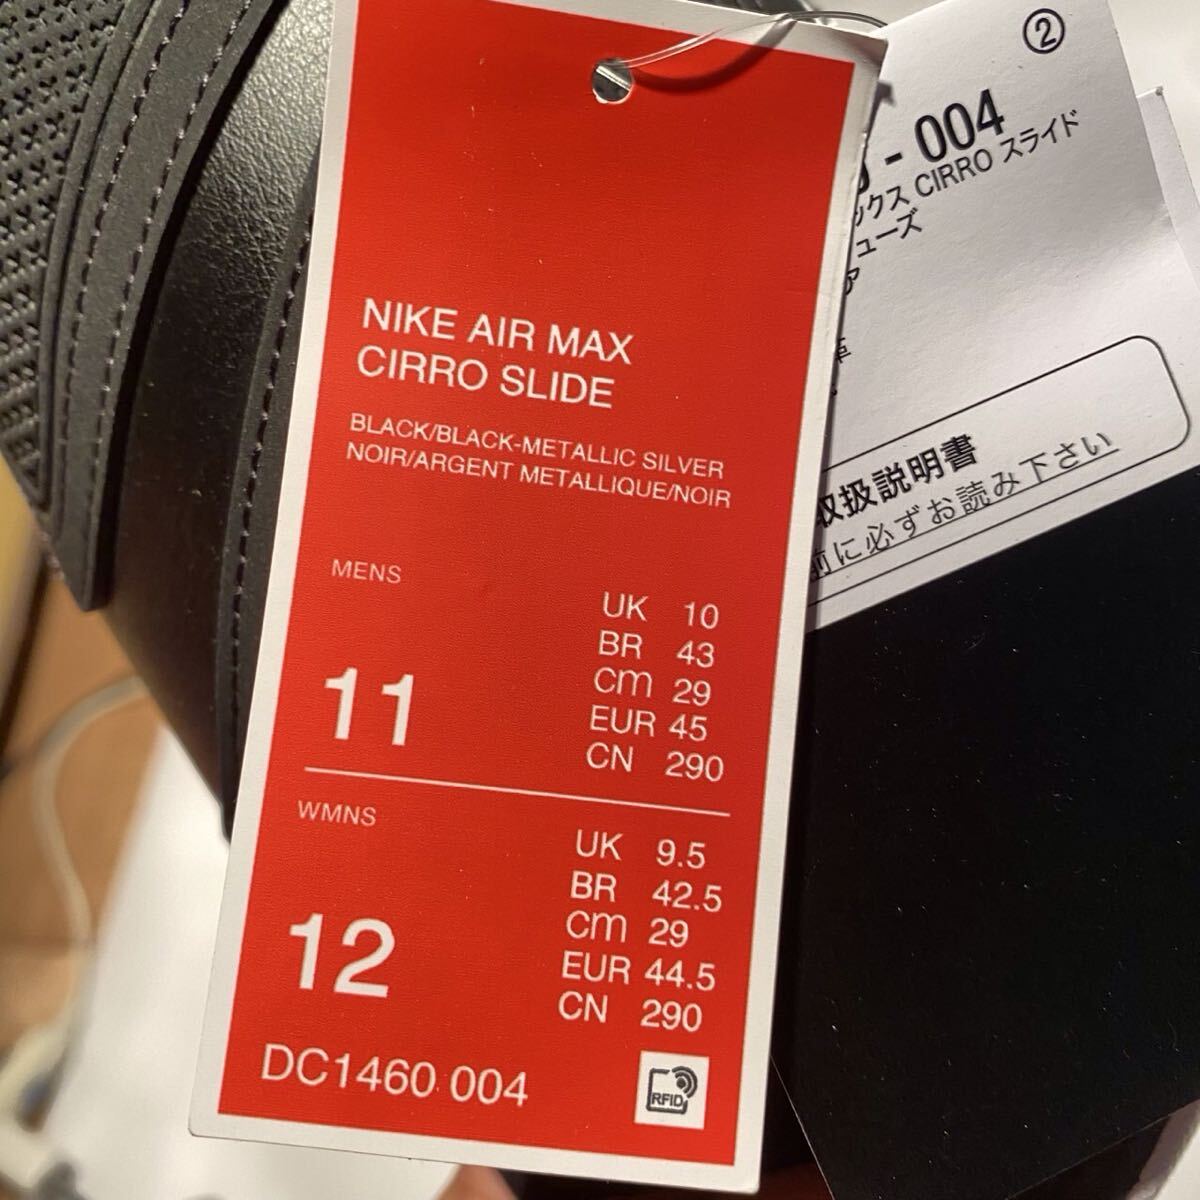 NIKE AIR MAX
CIRRO SLIDE
BLACK/BLACK-METALLIC SILVER
NOIR/ARGENT METALLIQUE/NOIR
MENS
11
UK 10
BR 43
cm 29
EUR 45
CN 290
WMNS
12
UK 9.5
BR 42.5
cm 29
EUR 44.5
CN 290
DC1460 004
RFID
②
- 004
ックス CIRRO スライド
ューズ
革
取扱説明書
前に必ずお読み下さい